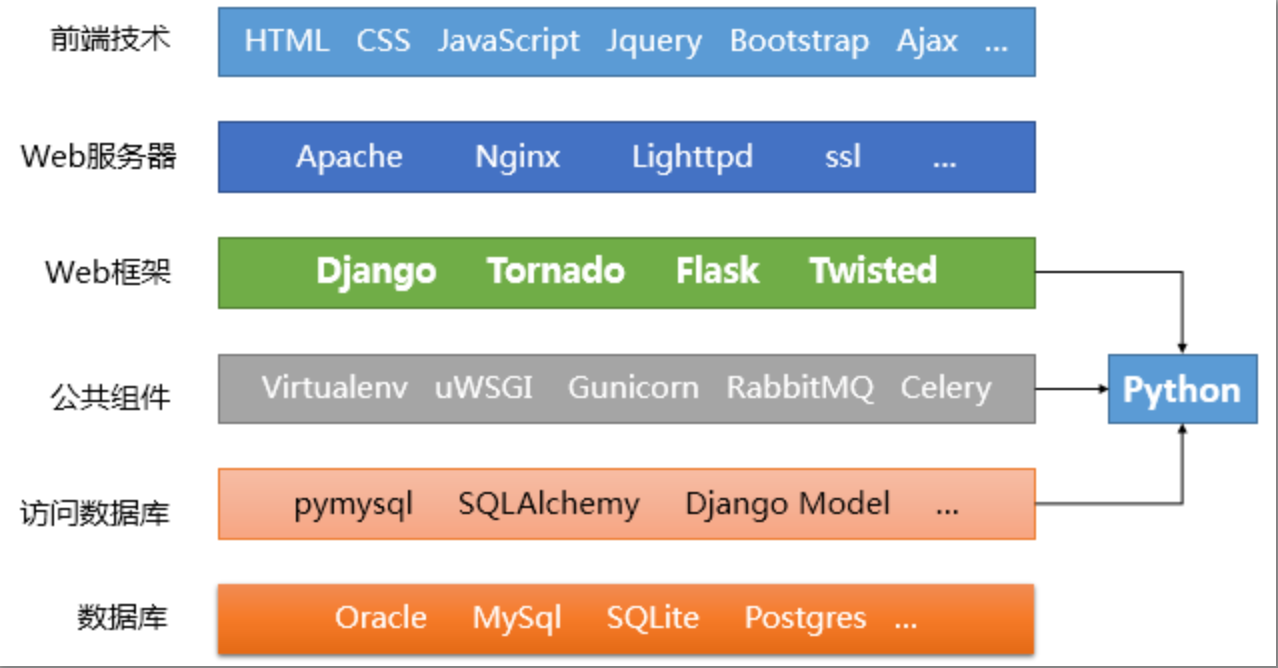 前端技术 HTML CSS JavaScript Jquery Bootstrap Ajax ...
Web服务器 Apache Nginx Lighttpd ssl ...
Web框架 Django Tornado Flask Twisted
公共组件 Virtualenv uWSGI Gunicorn RabbitMQ Celery
Python
访问数据库 pymysql SQLAlchemy Django Model ...
数据库 Oracle MySql SQLite Postgres ...